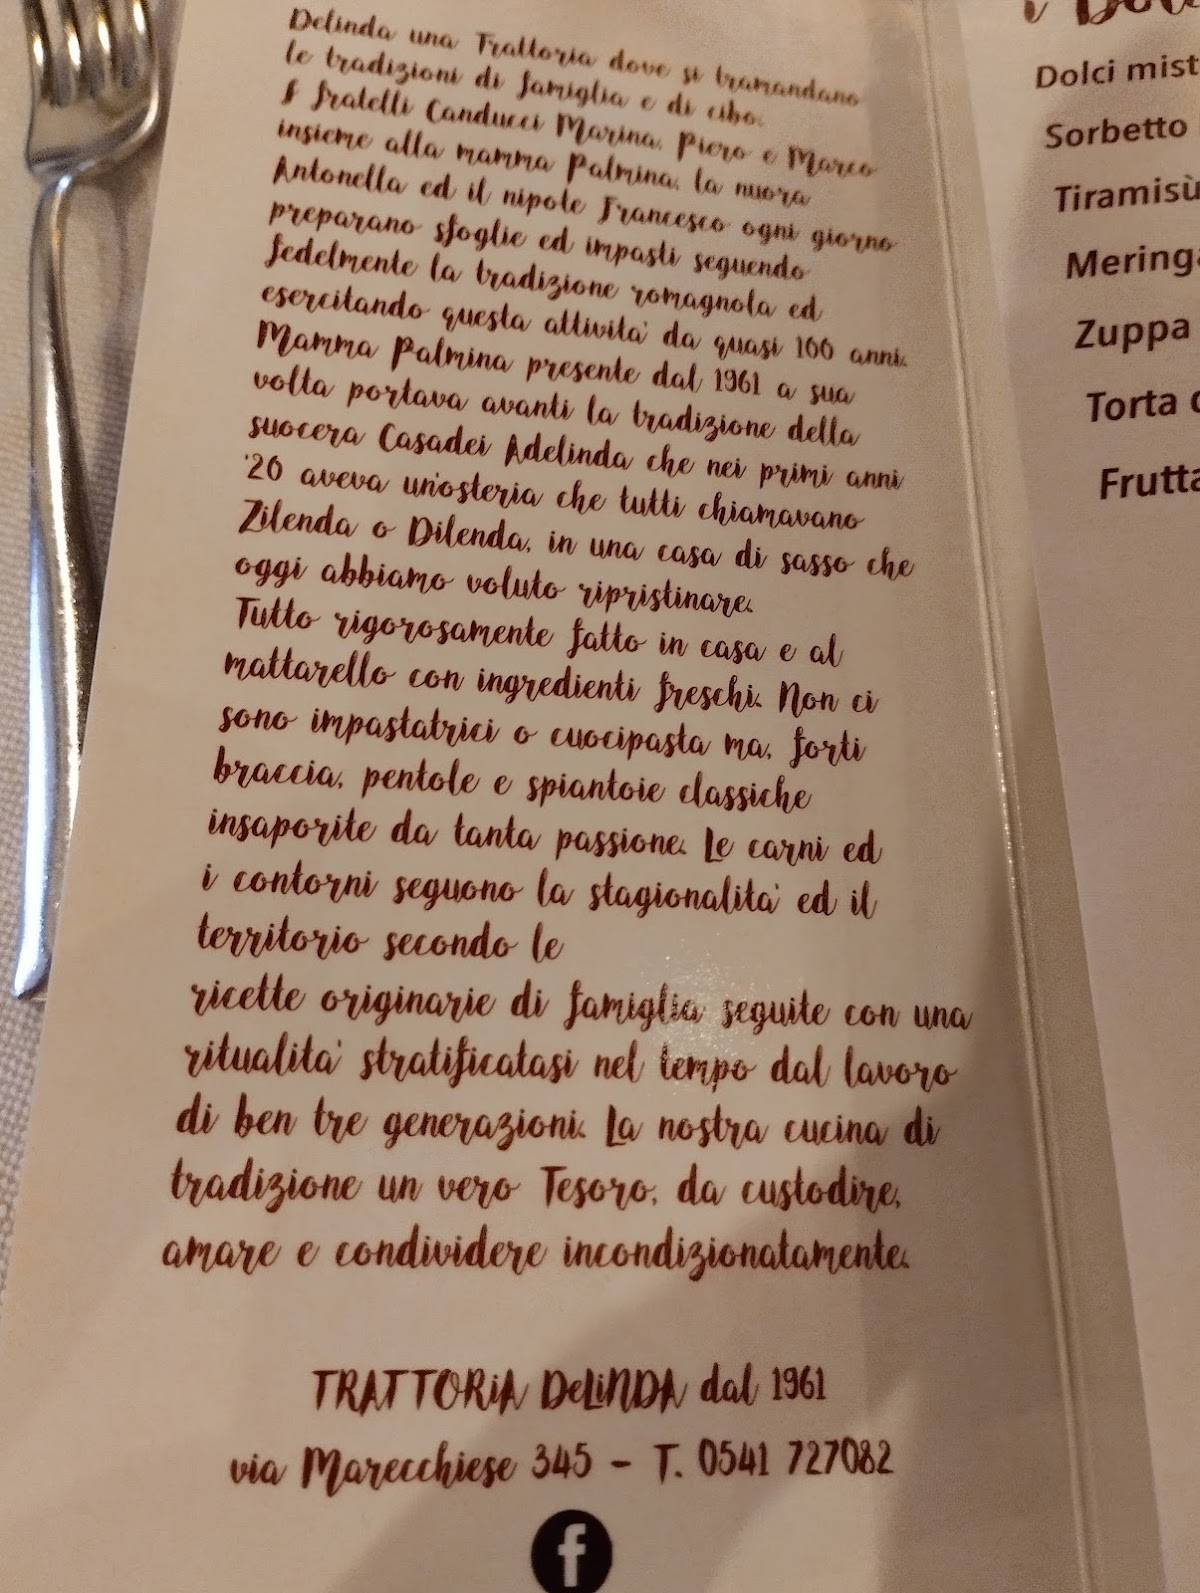 Delinda una Trattoria dove si tramandano
le tradizioni di famiglia e di cibo.
I fratelli Canducci Marina, Piero e Marco
insieme alla mamma Palmina, la nuora
Antonella ed il nipote Francesco ogni giorno
preparano sfoglie ed impasti seguendo
fedelmente la tradizione romagnola ed
esercitando questa attivita' da quasi 100 anni.
Mamma Palmina presente dal 1961 a sua
volta portava avanti la tradizione della
suocera Casadei Adelinda che nei primi anni
'20 aveva un'osteria che tutti chiamavano
Zilenda o Dilenda, in una casa di sasso che
oggi abbiamo voluto ripristinare.
Tutto rigorosamente fatto in casa e al
mattarello con ingredienti freschi. Non ci
sono impastatrici o cuocipasta ma, forti
braccia, pentole e spiantoie classiche
insaporite da tanta passione. Le carni ed
i contorni seguono la stagionalita' ed il
territorio secondo le
ricette originarie di famiglia seguite con una
ritualita' stratificatasi nel tempo dal lavoro
di ben tre generazioni. La nostra cucina di
tradizione un vero Tesoro, da custodire,
amare e condividere incondizionatamente.
TRATTORiA DeLiNDA dal 1961
via Marecchiese 345 - T. 0541 727082
f
i Dol
Dolci mist
Sorbetto
Tiramisù
Meringa
Zuppa
Torta
Frutta